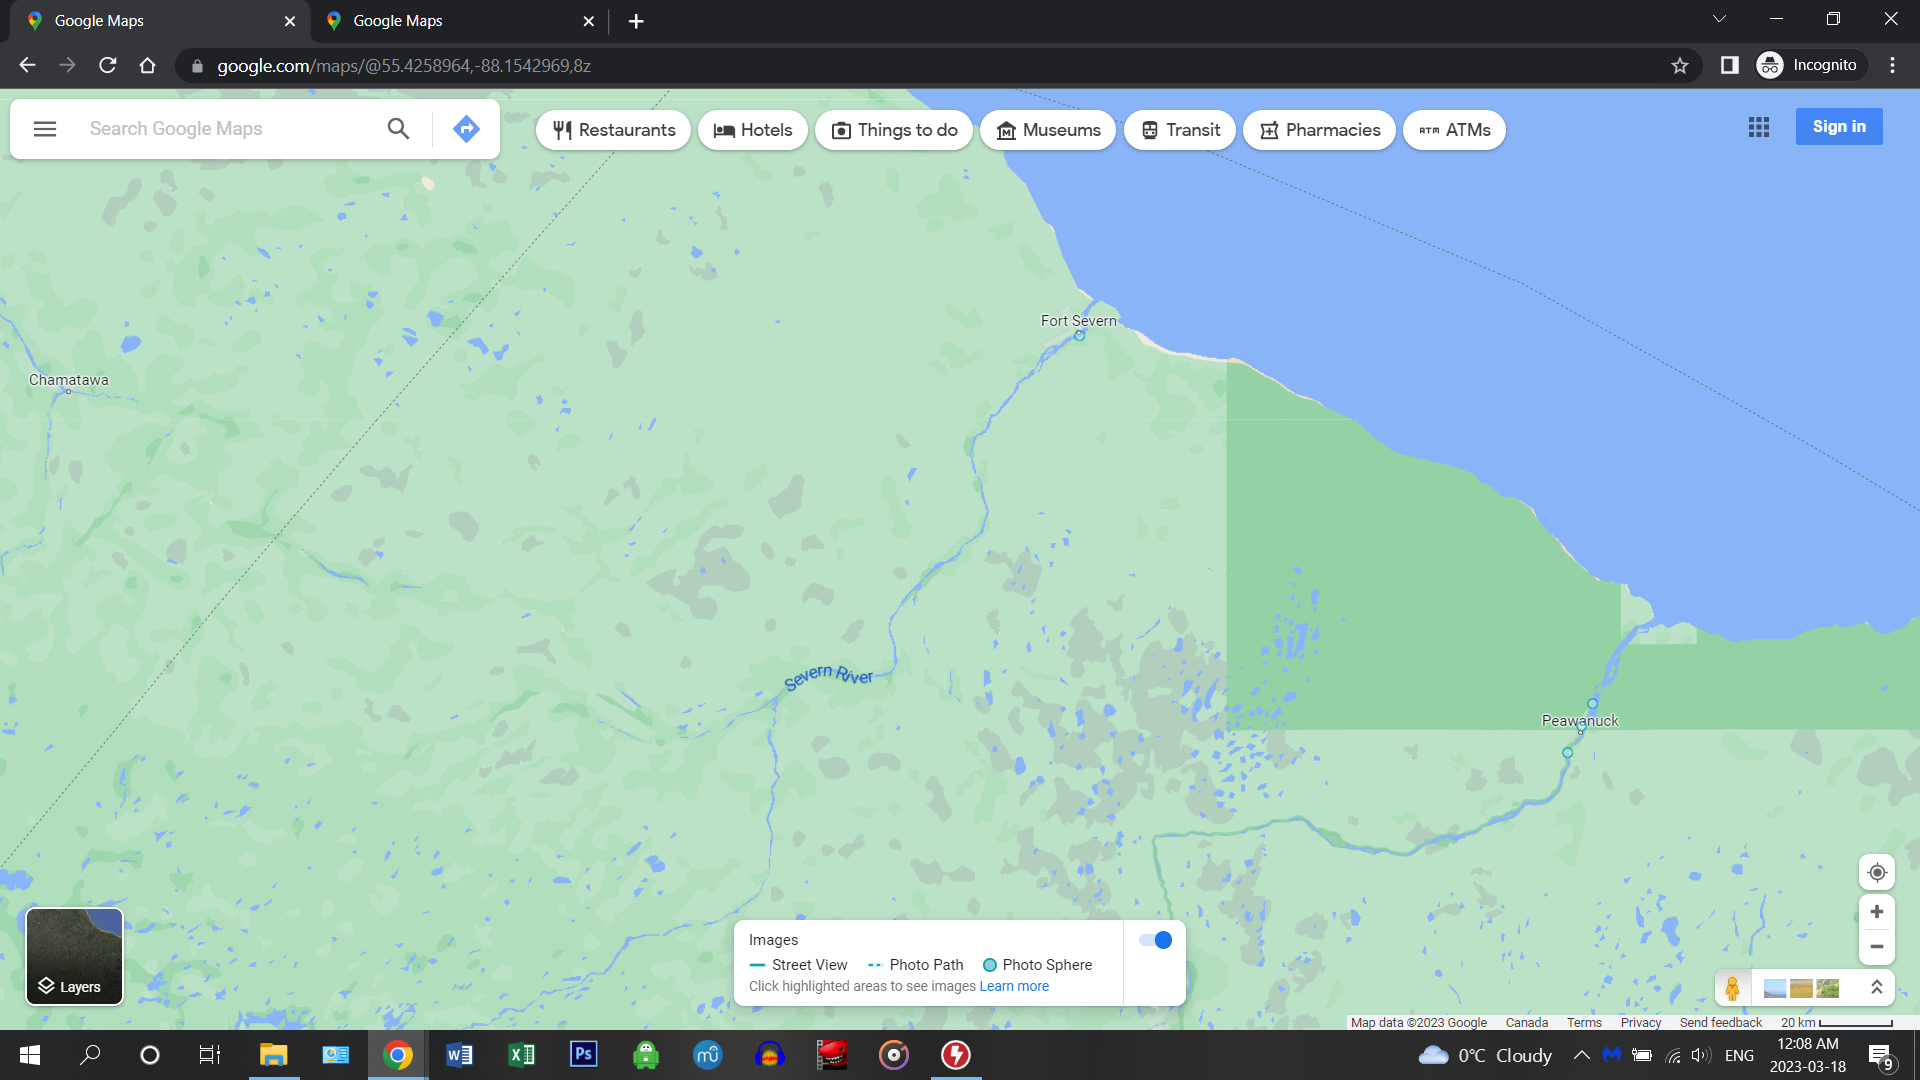 Google Maps
Google Maps
google.com/maps/@55.4258964,-88.1542969,8z
Incognito
Search Google Maps
Restaurants
Hotels
Things to do
Museums
Transit
Pharmacies
ATM ATMs
Sign in
Fort Severn
Chamatawa
Severn River
Peawanuck
Layers
Images
Street View
Photo Path
Photo Sphere
Click highlighted areas to see images Learn more
Map data ©2023 Google
Canada
Terms
Privacy
Send feedback
20 km
W
X
Ps
mü
0°C Cloudy
ENG
12:08 AM
2023-03-18
9